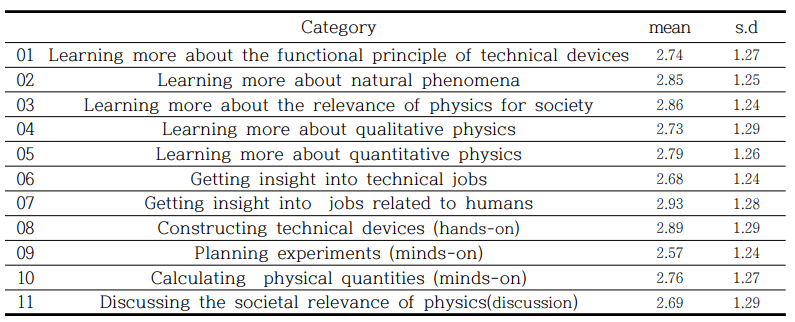 Category mean s.d
01 Learning more about the functional principle of technical devices 2.74 1.27
02 Learning more about natural phenomena 2.85 1.25
03 Learning more about the relevance of physics for society 2.86 1.24
04 Learning more about qualitative physics 2.73 1.29
05 Learning more about quantitative physics 2.79 1.26
06 Getting insight into technical jobs 2.68 1.24
07 Getting insight into jobs related to humans 2.93 1.28
08 Constructing technical devices (hands-on) 2.89 1.29
09 Planning experiments (minds-on) 2.57 1.24
10 Calculating physical quantities (minds-on) 2.76 1.27
11 Discussing the societal relevance of physics(discussion) 2.69 1.29